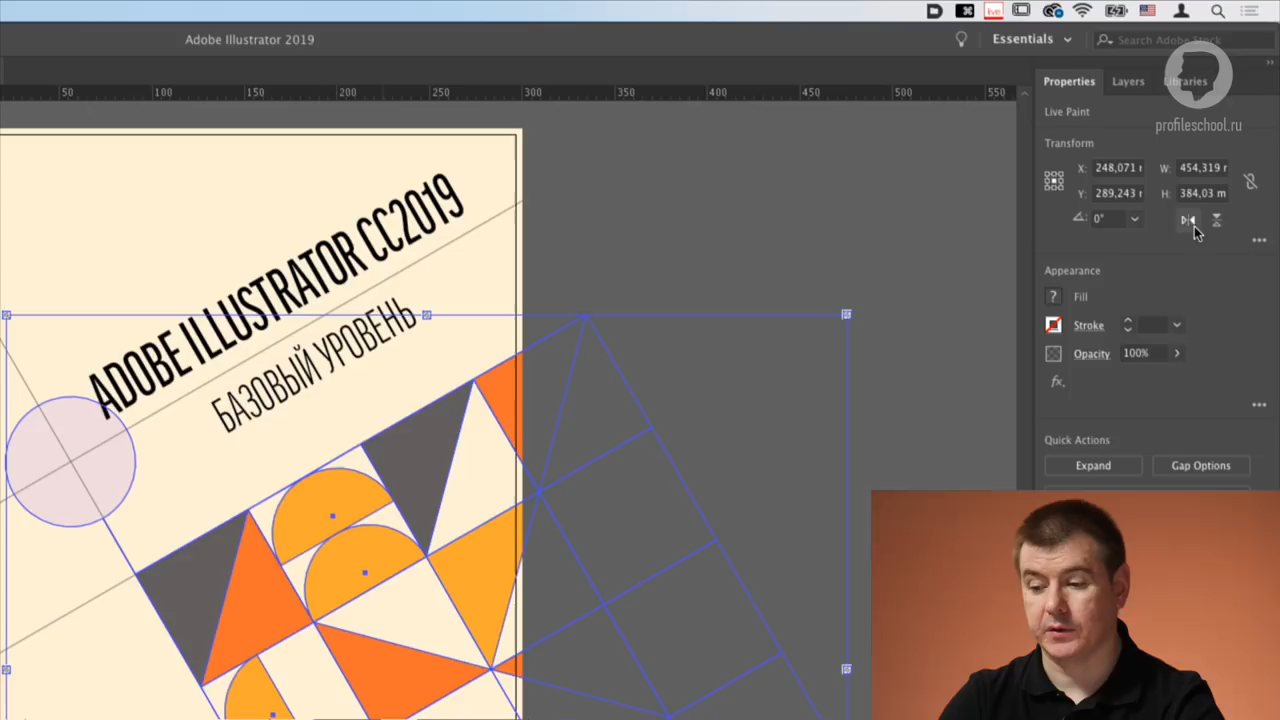 live
Adobe Illustrator 2019
Essentials
Search Adobe Stock
50
100
150
200
250
300
350
400
450
500
550
Properties
Layers
Libraries
profileschool.ru
Live Paint
Transform
X: 248,071 r
W: 454,319 r
Y: 289,243 r
H: 384,03 m
0°
Appearance
? Fill
Stroke
Opacity
100%
fx.
Quick Actions
Expand
Gap Options
ADOBE ILLUSTRATOR CC2019
БАЗОВЫЙ УРОВЕНЬ